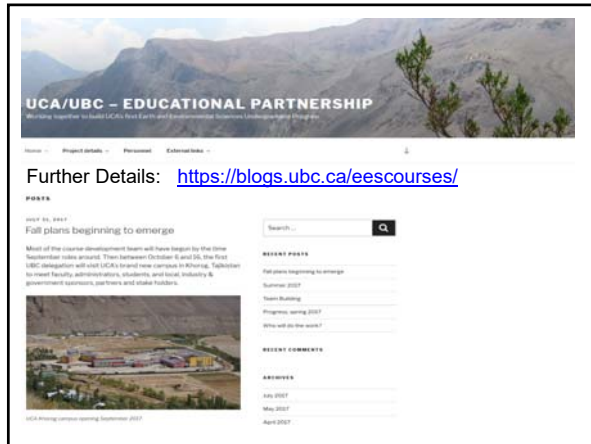 UCA/UBC – EDUCATIONAL PARTNERSHIP
Working together to build UCA's first Earth and Environmental Sciences Undergraduate Program
Home Project details Personnel External links
Further Details: https://blogs.ubc.ca/eescourses/
POSTS
JULY 31, 2017
Fall plans beginning to emerge
Most of the course development team will have begun by the time
September roles around. Then between October 6 and 16, the first
UBC delegation will visit UCA's brand new campus in Khorog, Tajikistan
to meet faculty, administrators, students, and local, industry &
government sponsors, partners and stake holders.
UCA Khorog campus opening September 2017
Search ...
RECENT POSTS
Fall plans beginning to emerge
Summer 2017
Team Building
Progress, spring 2017
Who will do the work?
RECENT COMMENTS
ARCHIVES
July 2017
May 2017
April 2017